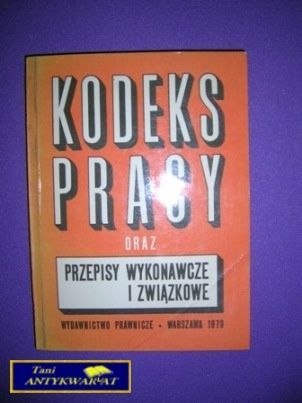 KODEKS
PRACY
ORAZ
PRZEPISY WYKONAWCZE
I ZWIĄZKOWE
WYDAWNICTWO PRAWNICZE • WARSZAWA 1979
Tani
ANTYKWARIAT